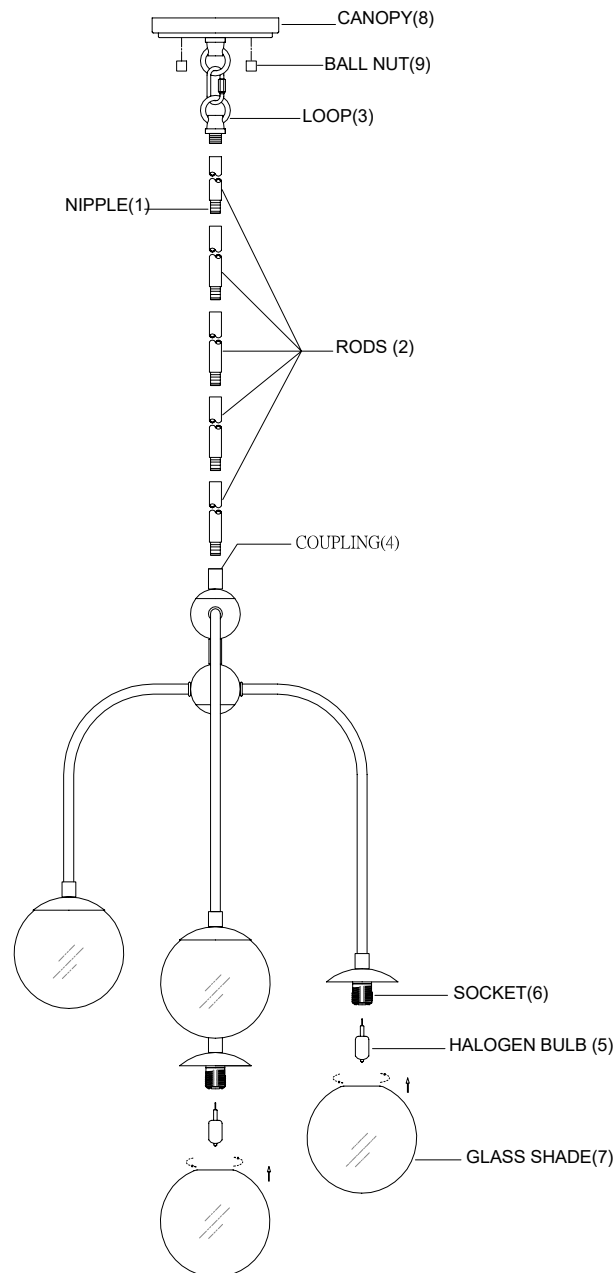 CANOPY(8)
BALL NUT(9)
LOOP(3)
NIPPLE(1)
RODS (2)
COUPLING(4)
SOCKET(6)
HALOGEN BULB (5)
GLASS SHADE(7)